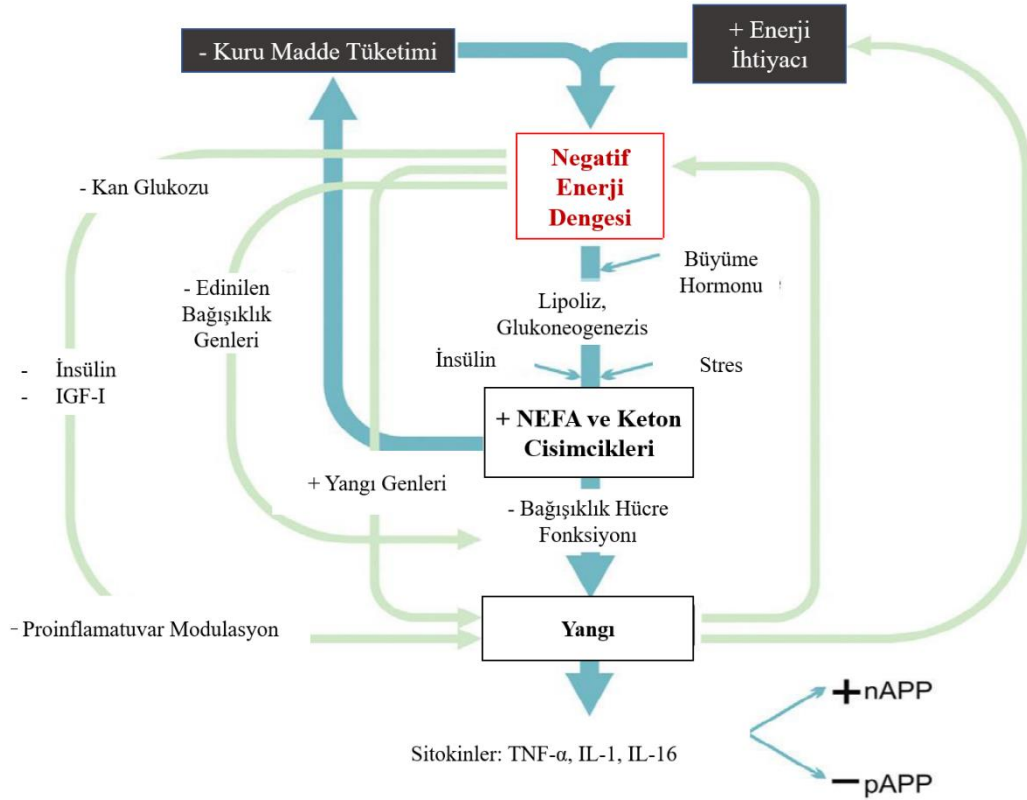 - Kuru Madde Tüketimi
+ Enerji
İhtiyacı
Negatif
Enerji
Dengesi
- Kan Glukozu
Büyüme
Hormonu
- Edinilen
Bağışıklık
Genleri
Lipoliz,
Glukoneogenezis
- İnsülin
- IGF-I
İnsülin
Stres
+ NEFA ve Keton
Cisimcikleri
+ Yangı Genleri
- Bağışıklık Hücre
Fonksiyonı
- Proinflamatuvar Modulasyon
Yangı
+ nAPP
Sitokinler: TNF-α, IL-1, IL-16
- pAPP